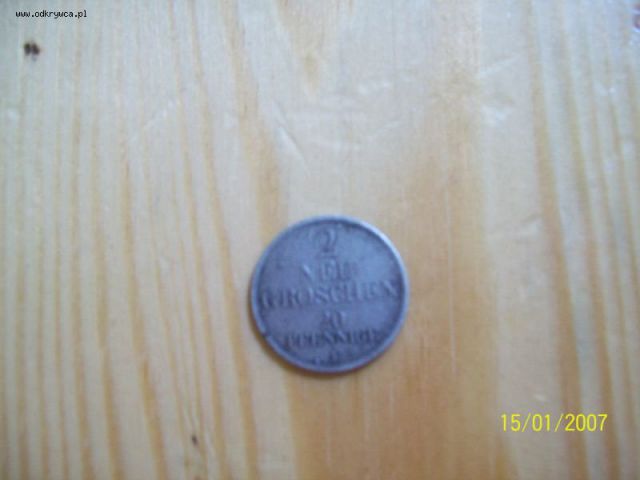 www.odkrywca.pl
2
NEU
GROSCHEN
20
PFENNIGE
15/01/2007